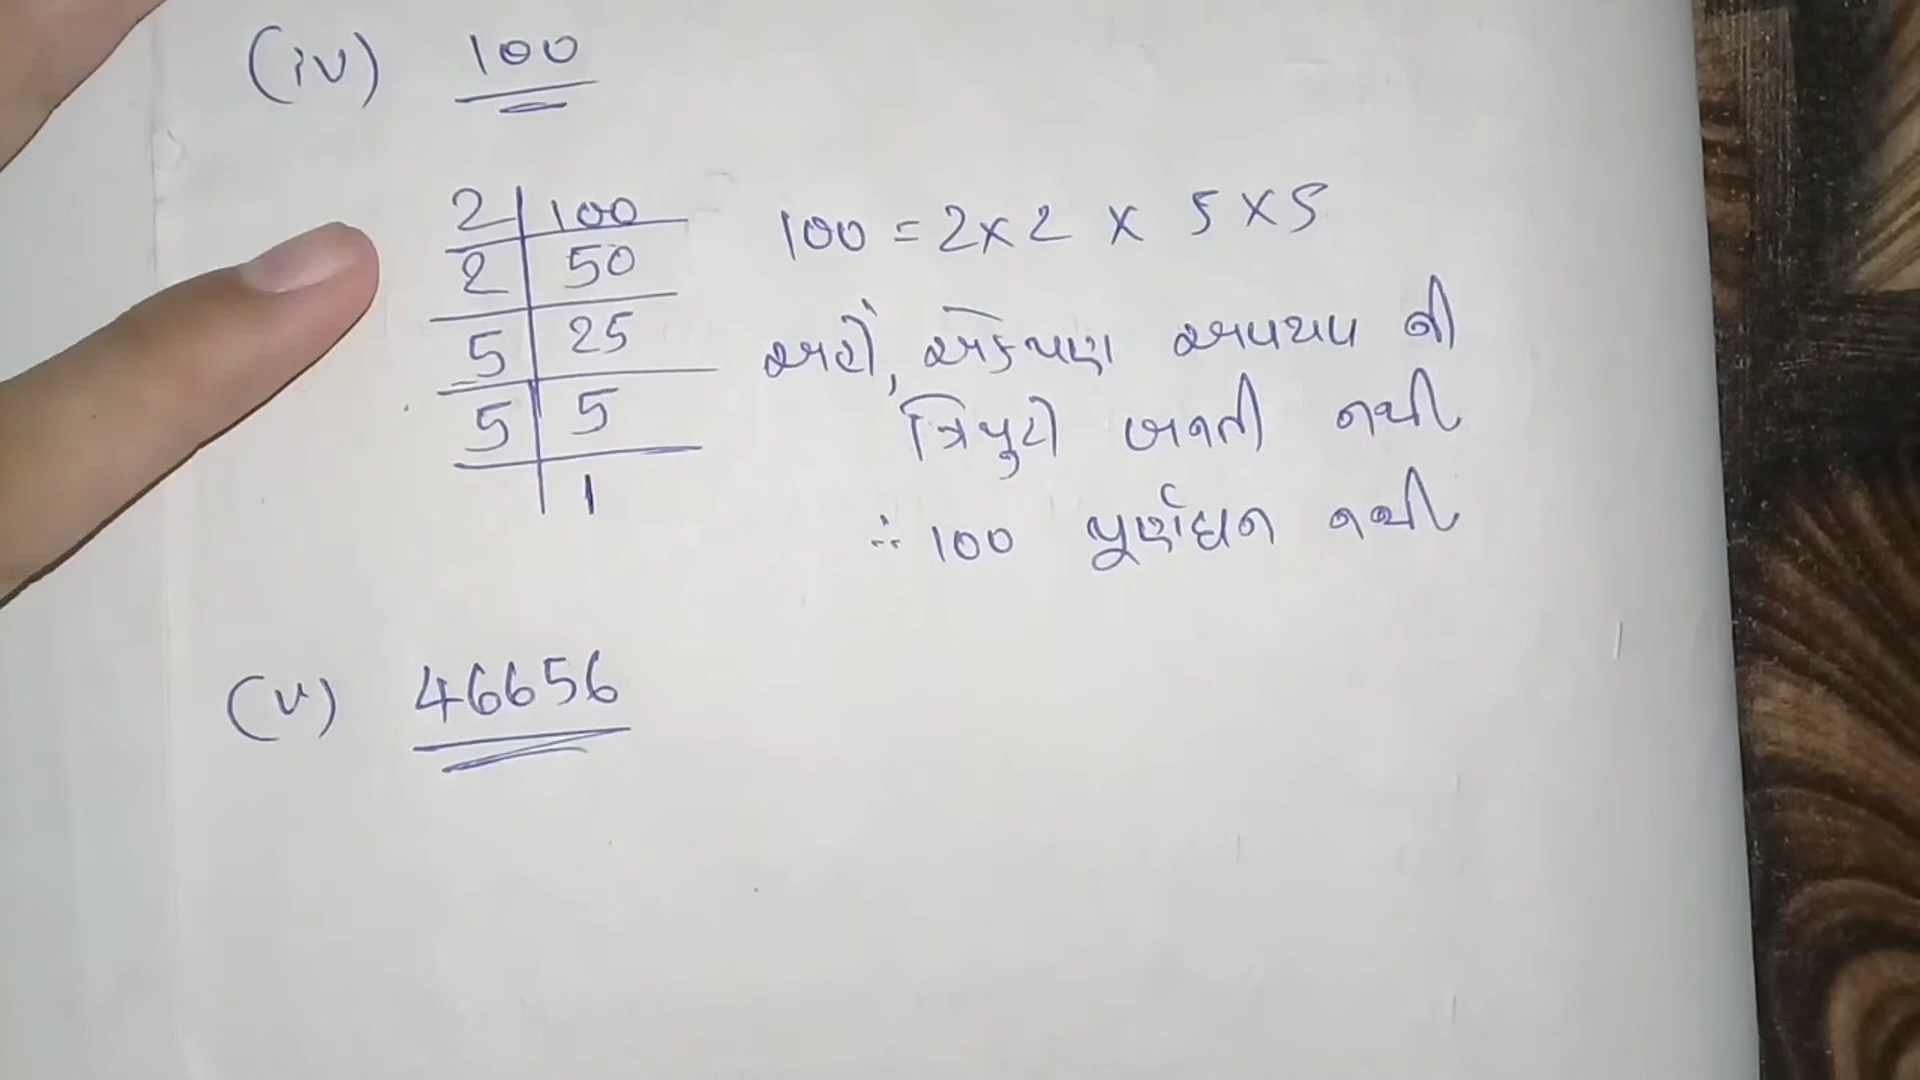 (iv) 100
2 | 100
2 | 50
5 | 25
5 | 5
1
100 = 2 × 2 × 5 × 5
અહીં, એકપણ અવયવ ની
ત્રિપુટી બનતી નથી
∴ 100 પૂર્ણઘન નથી
(v) 46656